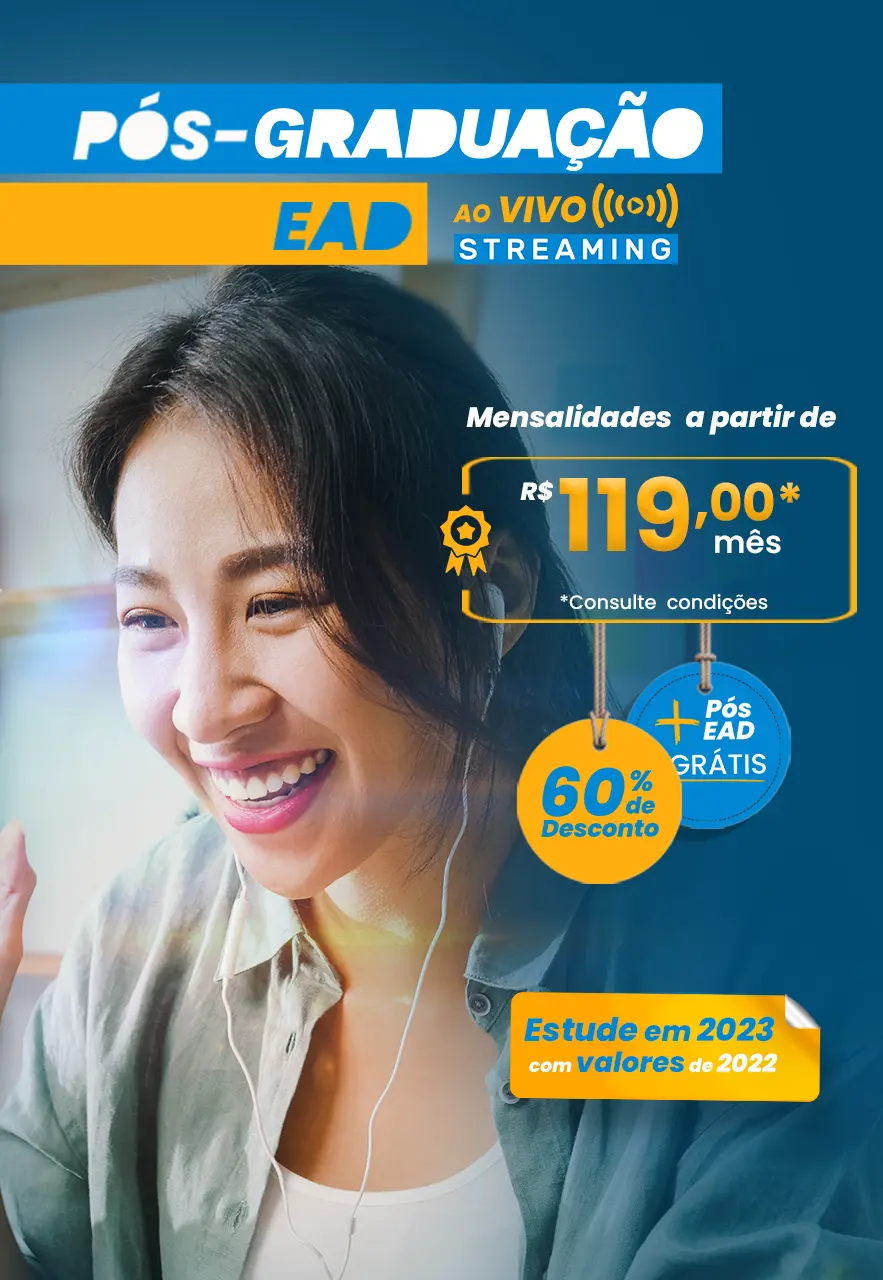 PÓS-GRADUAÇÃO
EAD
AO VIVO
STREAMING
Mensalidades a partir de
R$ 119,00*
mês
*Consulte condições
+ Pós
EAD
GRÁTIS
60%
de
Desconto
Estude em 2023
com valores de 2022